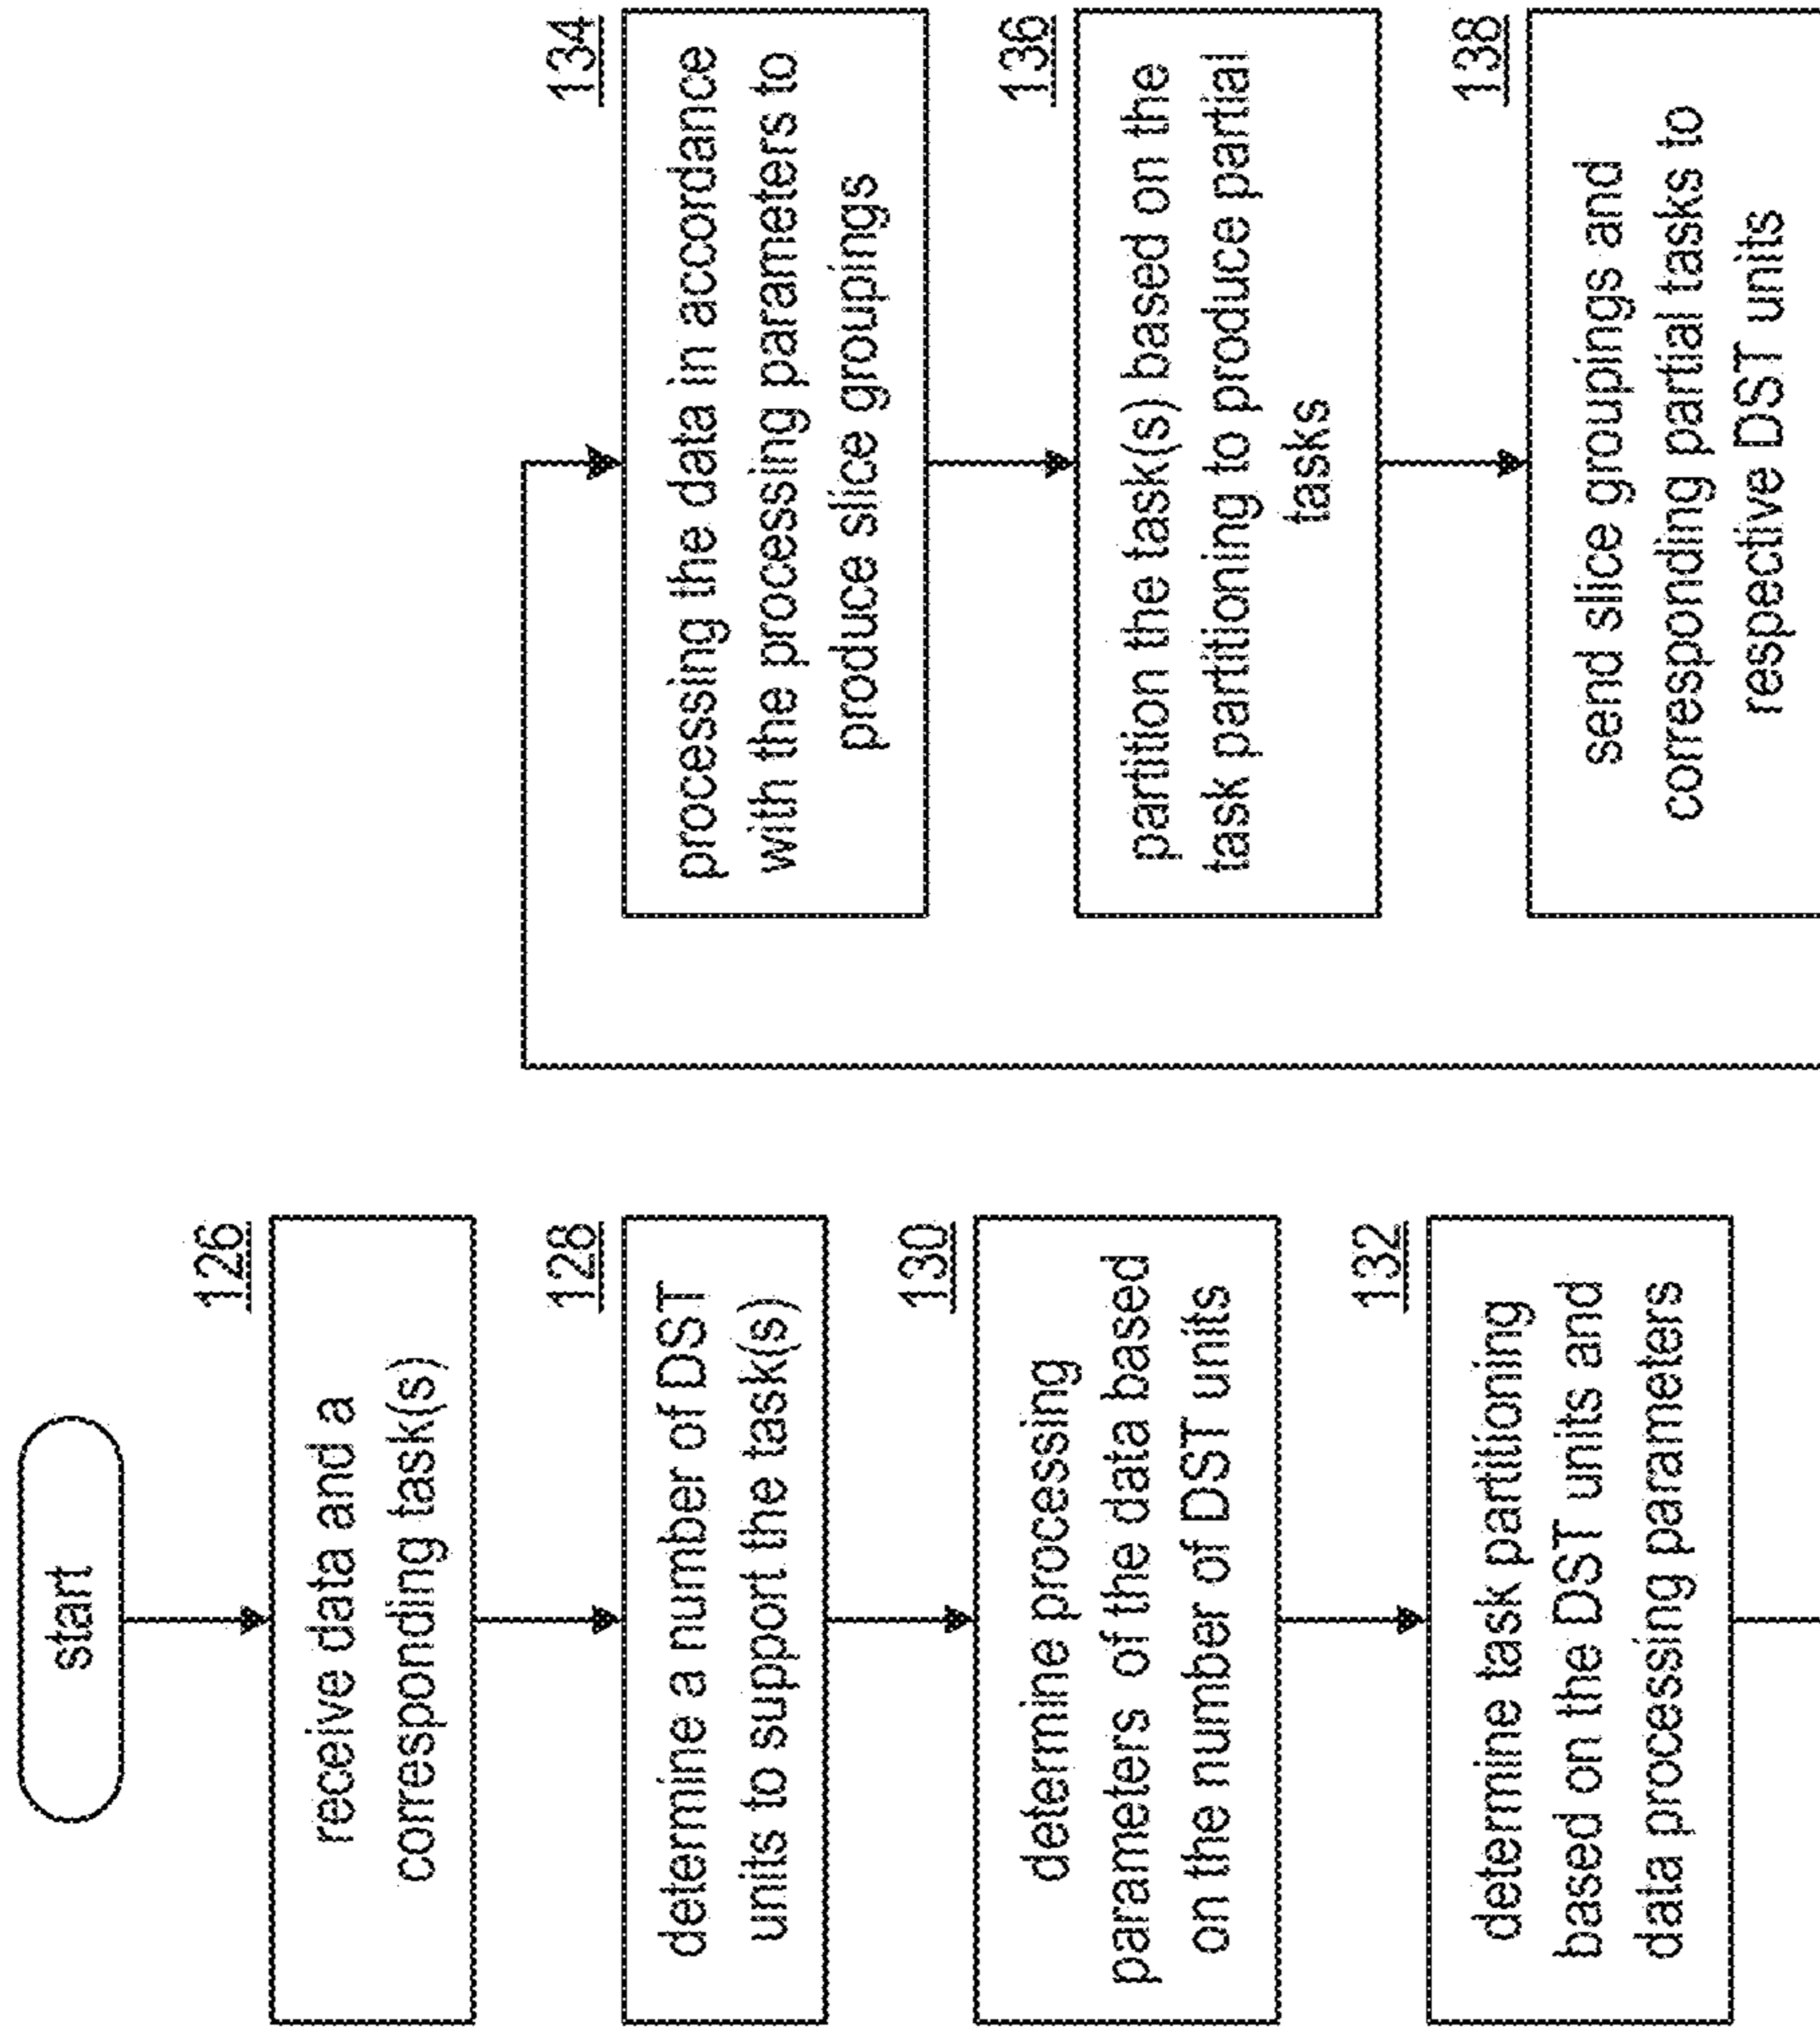 start
126
receive data and a
corresponding task(s)
128
determine a number of DST
units to support the task(s)
130
determine processing
parameters of the data based
on the number of DST units
132
determine task partitioning
based on the DST units and
data processing parameters
134
processing the data in accordance
with the processing parameters to
produce slice groupings
136
partition the task(s) based on the
task partitioning to produce partial
tasks
138
send slice groupings and
corresponding partial tasks to
respective DST units